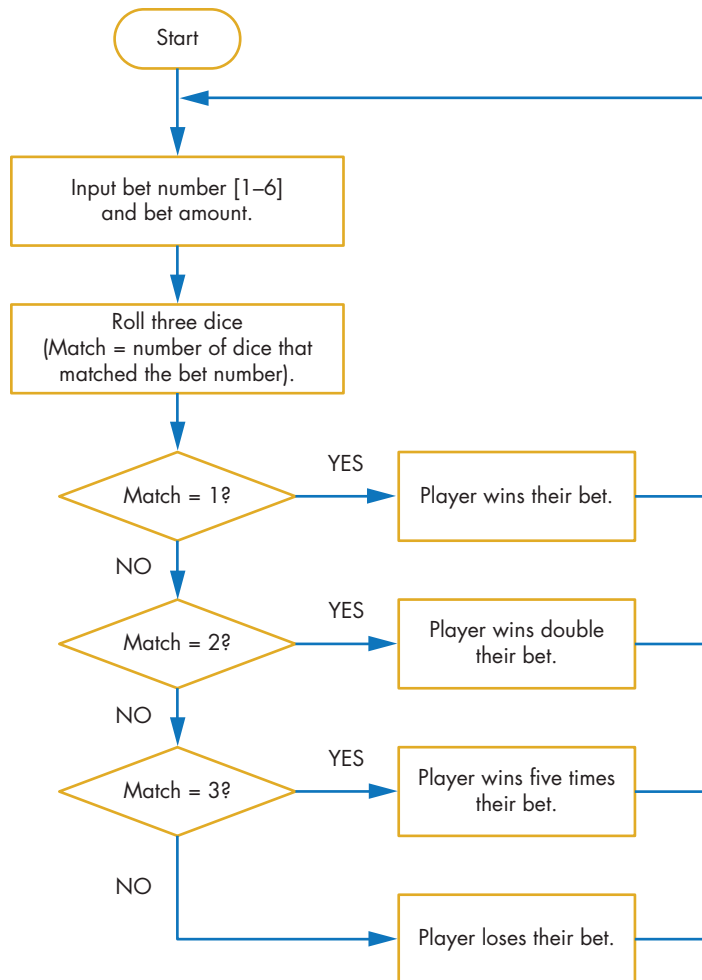 Start
Input bet number [1–6]
and bet amount.
Roll three dice
(Match = number of dice that
matched the bet number).
Match = 1?
YES
Player wins their bet.
NO
Match = 2?
YES
Player wins double
their bet.
NO
Match = 3?
YES
Player wins five times
their bet.
NO
Player loses their bet.